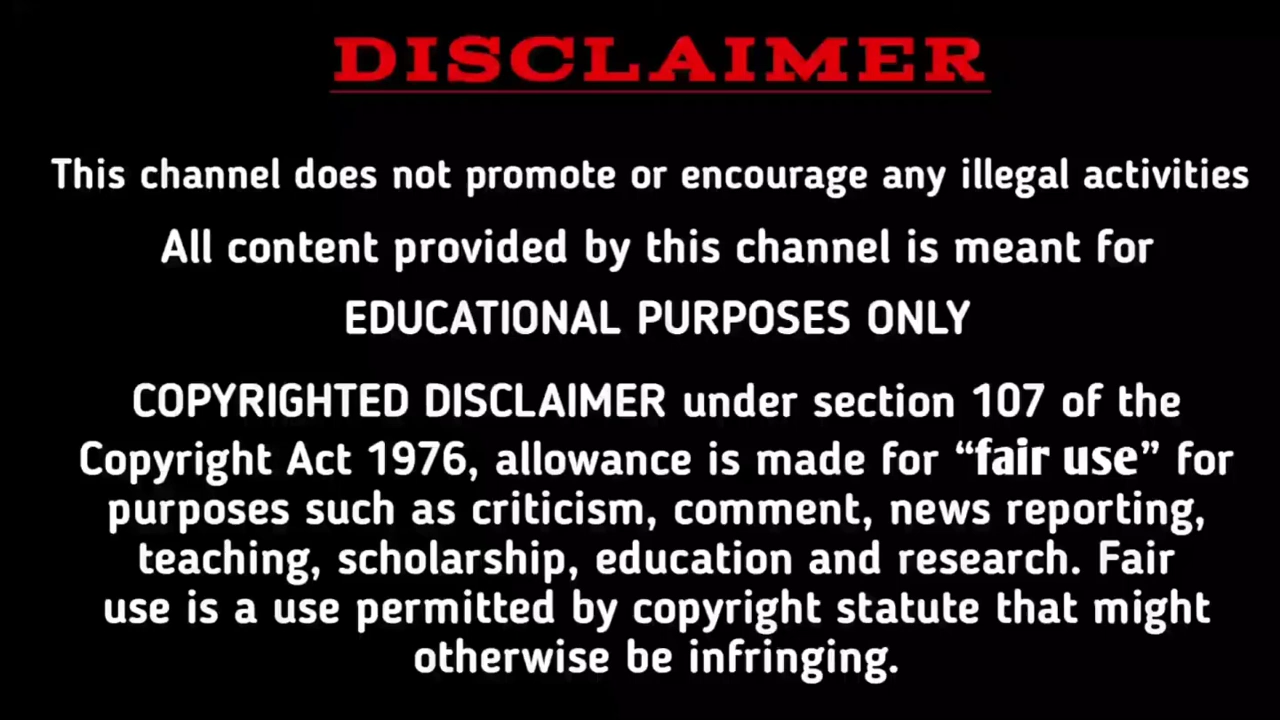 DISCLAIMER
This channel does not promote or encourage any illegal activities
All content provided by this channel is meant for
EDUCATIONAL PURPOSES ONLY
COPYRIGHTED DISCLAIMER under section 107 of the
Copyright Act 1976, allowance is made for “fair use” for
purposes such as criticism, comment, news reporting,
teaching, scholarship, education and research. Fair
use is a use permitted by copyright statute that might
otherwise be infringing.